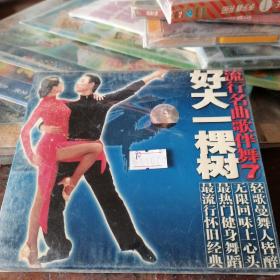 流行名曲歌伴舞7
好大一棵树
轻歌曼舞人皆醉
无限回味上心头
最热门健身舞蹈
最流行怀旧经典